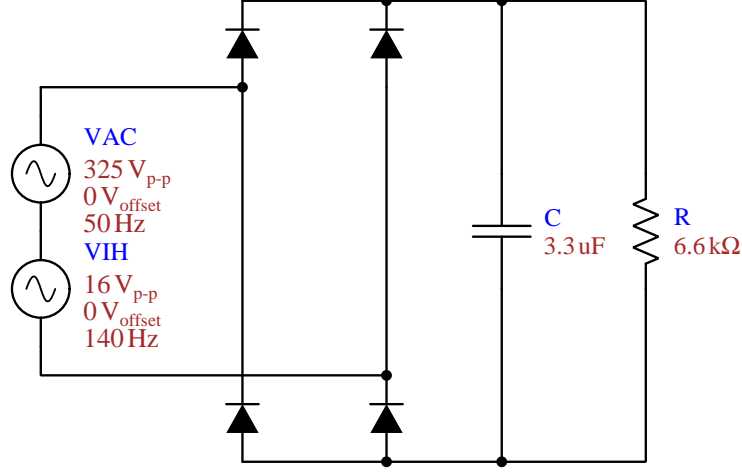 VAC
325 Vp-p
0 Voffset
50 Hz
VIH
16 Vp-p
0 Voffset
140 Hz
C
3.3 uF
R
6.6 kΩ